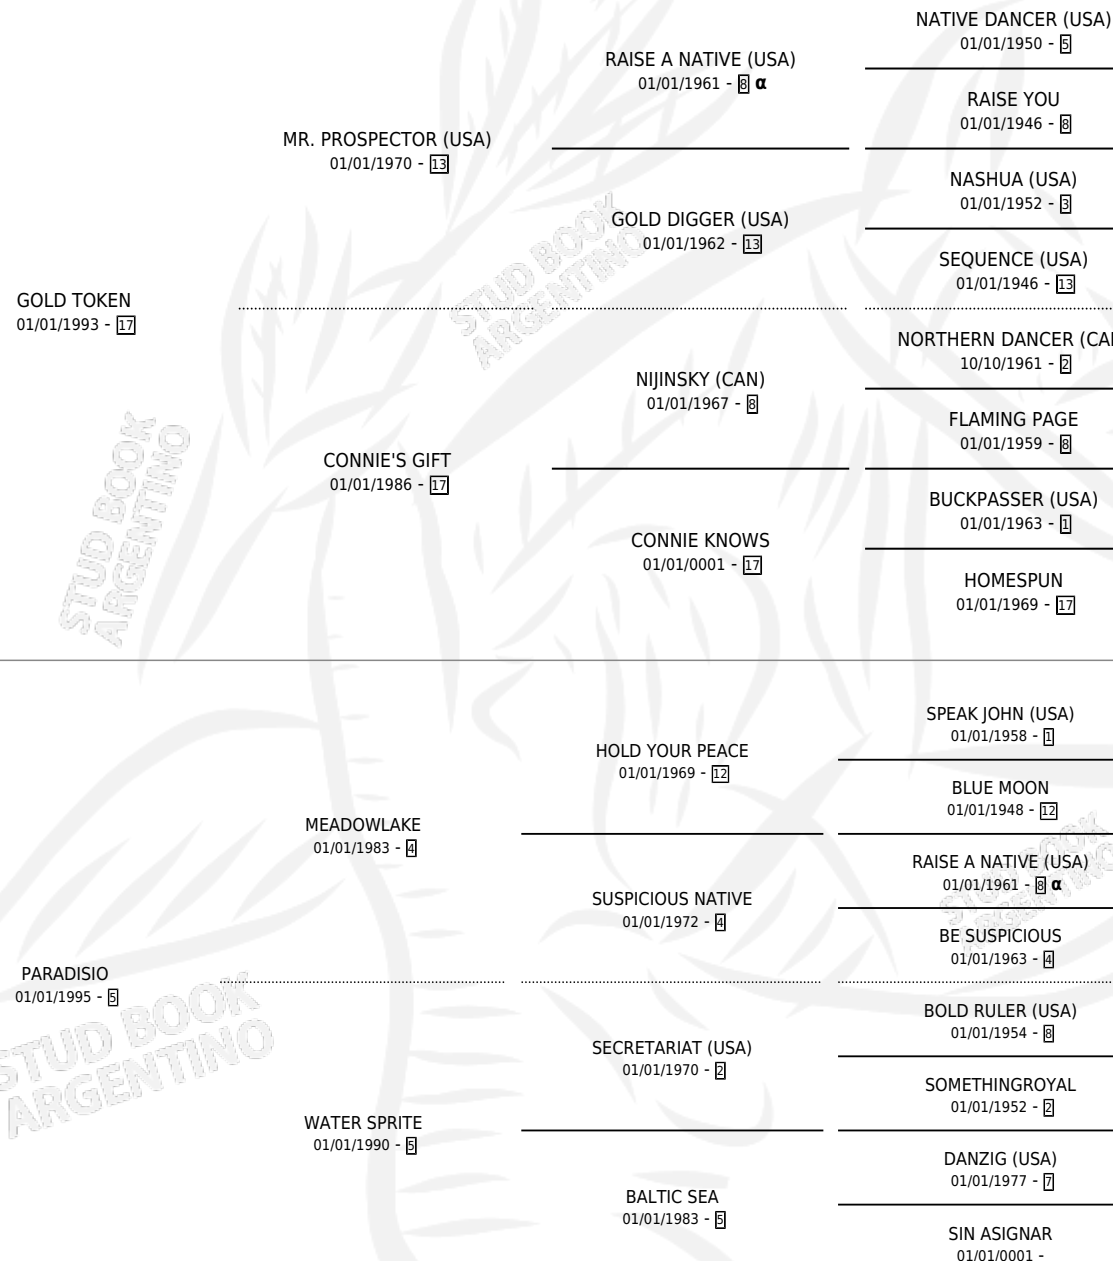 NATIVE DANCER (USA)
01/01/1950 - 5
RAISE A NATIVE (USA)
01/01/1961 - 8 α
RAISE YOU
01/01/1946 - 8
MR. PROSPECTOR (USA)
01/01/1970 - 13
NASHUA (USA)
01/01/1952 - 3
GOLD DIGGER (USA)
01/01/1962 - 13
SEQUENCE (USA)
01/01/1946 - 13
GOLD TOKEN
01/01/1993 - 17
NORTHERN DANCER (CAN
10/10/1961 - 2
NIJINSKY (CAN)
01/01/1967 - 8
FLAMING PAGE
01/01/1959 - 8
CONNIE'S GIFT
01/01/1986 - 17
BUCKPASSER (USA)
01/01/1963 - 1
CONNIE KNOWS
01/01/0001 - 17
HOMESPUN
01/01/1969 - 17
SPEAK JOHN (USA)
01/01/1958 - 1
HOLD YOUR PEACE
01/01/1969 - 12
BLUE MOON
01/01/1948 - 12
MEADOWLAKE
01/01/1983 - 4
RAISE A NATIVE (USA)
01/01/1961 - 8 α
SUSPICIOUS NATIVE
01/01/1972 - 4
BE SUSPICIOUS
01/01/1963 - 4
PARADISIO
01/01/1995 - 5
BOLD RULER (USA)
01/01/1954 - 8
SECRETARIAT (USA)
01/01/1970 - 2
SOMETHINGROYAL
01/01/1952 - 2
WATER SPRITE
01/01/1990 - 5
DANZIG (USA)
01/01/1977 - 7
BALTIC SEA
01/01/1983 - 5
SIN ASIGNAR
01/01/0001 -
STUD BOOK
ARGENTINO
STUD BOOK
ARGENTINO
STUD BOOK
ARGENTINO